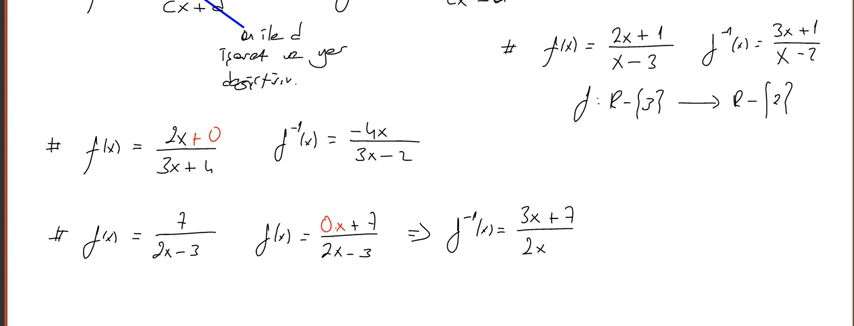 cx + d
a ile d
İşaret ve yer
değiştirir.
# f(x) = (2x + 1)/(x − 3) f⁻¹(x) = (3x + 1)/(x − 2)
f : R − {3} ⟶ R − {2}
# f(x) = (2x + 0)/(3x + 4) f⁻¹(x) = (−4x)/(3x − 2)
# f(x) = 7/(2x − 3) f(x) = (0x + 7)/(2x − 3) ⇒ f⁻¹(x) = (3x + 7)/(2x)